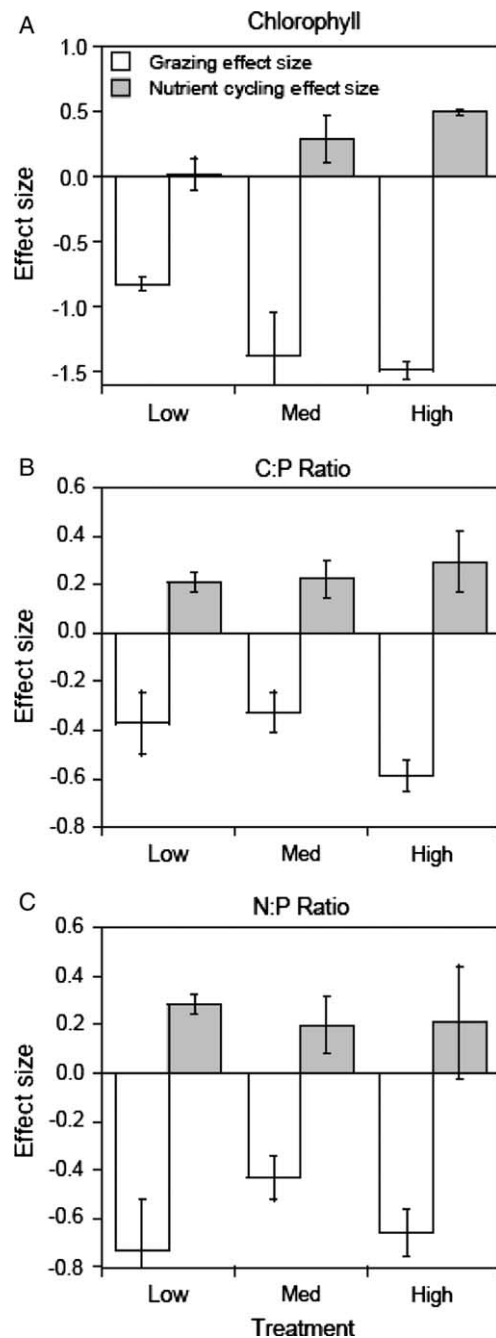 A
Chlorophyll
1.0
Grazing effect size
Nutrient cycling effect size
0.5
0.0
-0.5
-1.0
-1.5
Effect size
Low Med High
B
C:P Ratio
0.6
0.4
0.2
0.0
-0.2
-0.4
-0.6
-0.8
Effect size
Low Med High
C
N:P Ratio
0.6
0.4
0.2
0.0
-0.2
-0.4
-0.6
-0.8
Effect size
Low Med High
Treatment